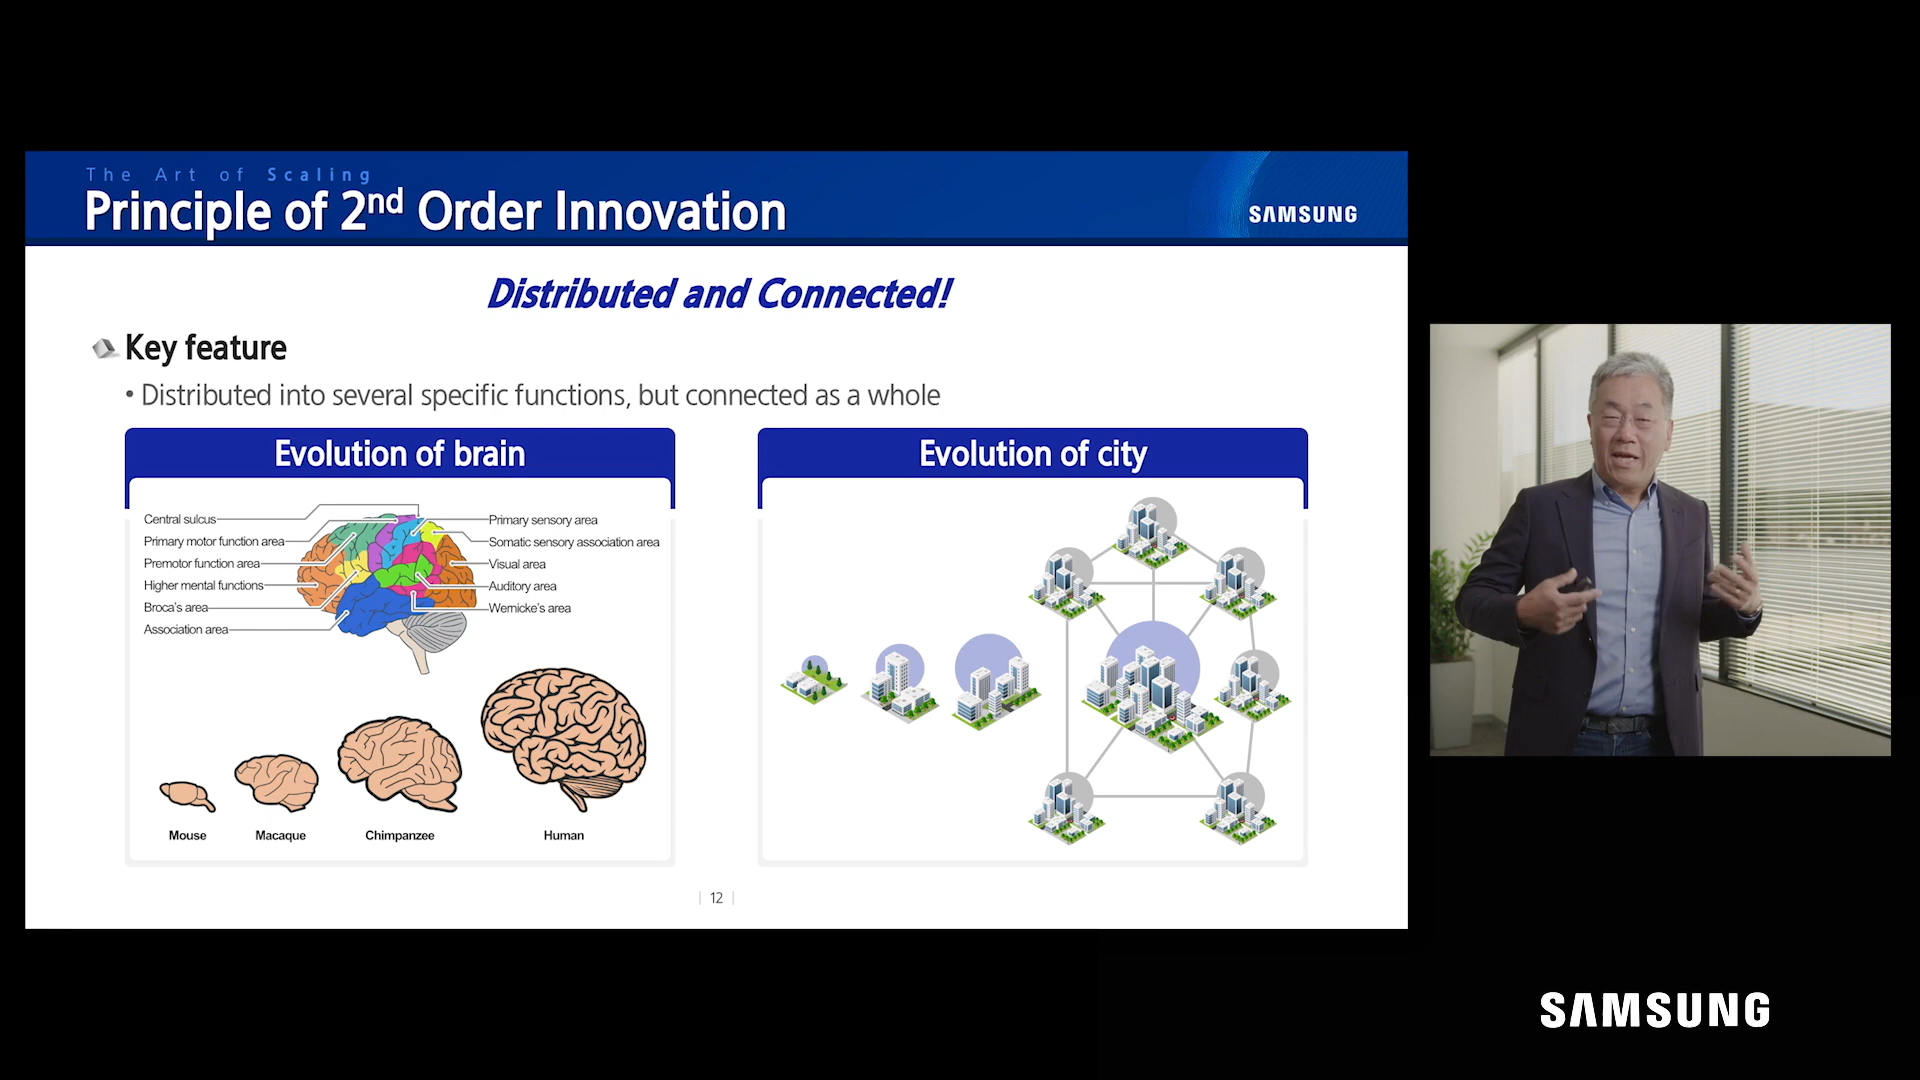 The Art of Scaling
Principle of 2nd Order Innovation
SAMSUNG
Distributed and Connected!
Key feature
• Distributed into several specific functions, but connected as a whole
Evolution of brain
Central sulcus
Primary motor function area
Premotor function area
Higher mental functions
Broca's area
Association area
Primary sensory area
Somatic sensory association area
Visual area
Auditory area
Wernicke's area
Mouse
Macaque
Chimpanzee
Human
Evolution of city
| 12 |
SAMSUNG